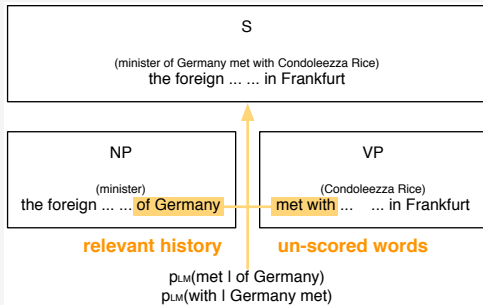 S
(minister of Germany met with Condoleezza Rice)
the foreign ... ... in Frankfurt
NP
(minister)
the foreign ... ... of Germany
VP
(Condoleezza Rice)
met with ... ... in Frankfurt
relevant history
un-scored words
pLM(met | of Germany)
pLM(with | Germany met)